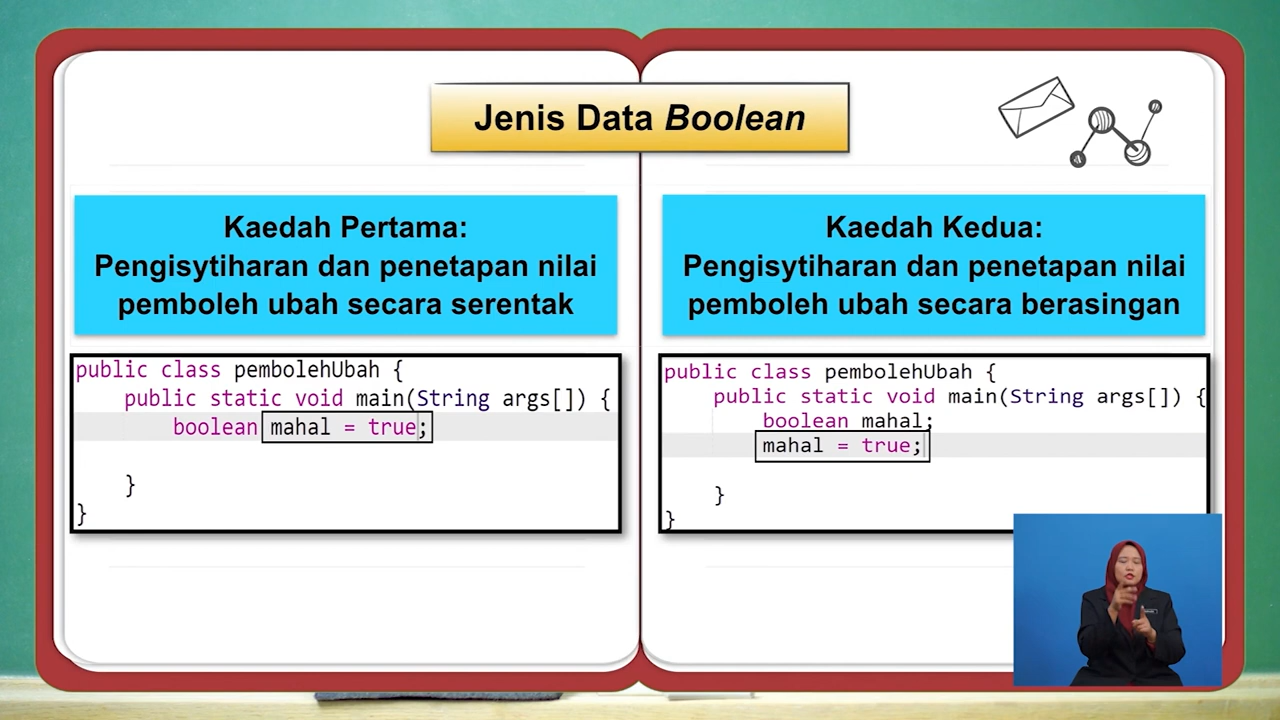 Jenis Data Boolean
Kaedah Pertama:
Pengisytiharan dan penetapan nilai
pemboleh ubah secara serentak
public class pembolehUbah {
public static void main(String args[]) {
boolean mahal = true;
}
}
Kaedah Kedua:
Pengisytiharan dan penetapan nilai
pemboleh ubah secara berasingan
public class pembolehUbah {
public static void main(String args[]) {
boolean mahal;
mahal = true;
}
}